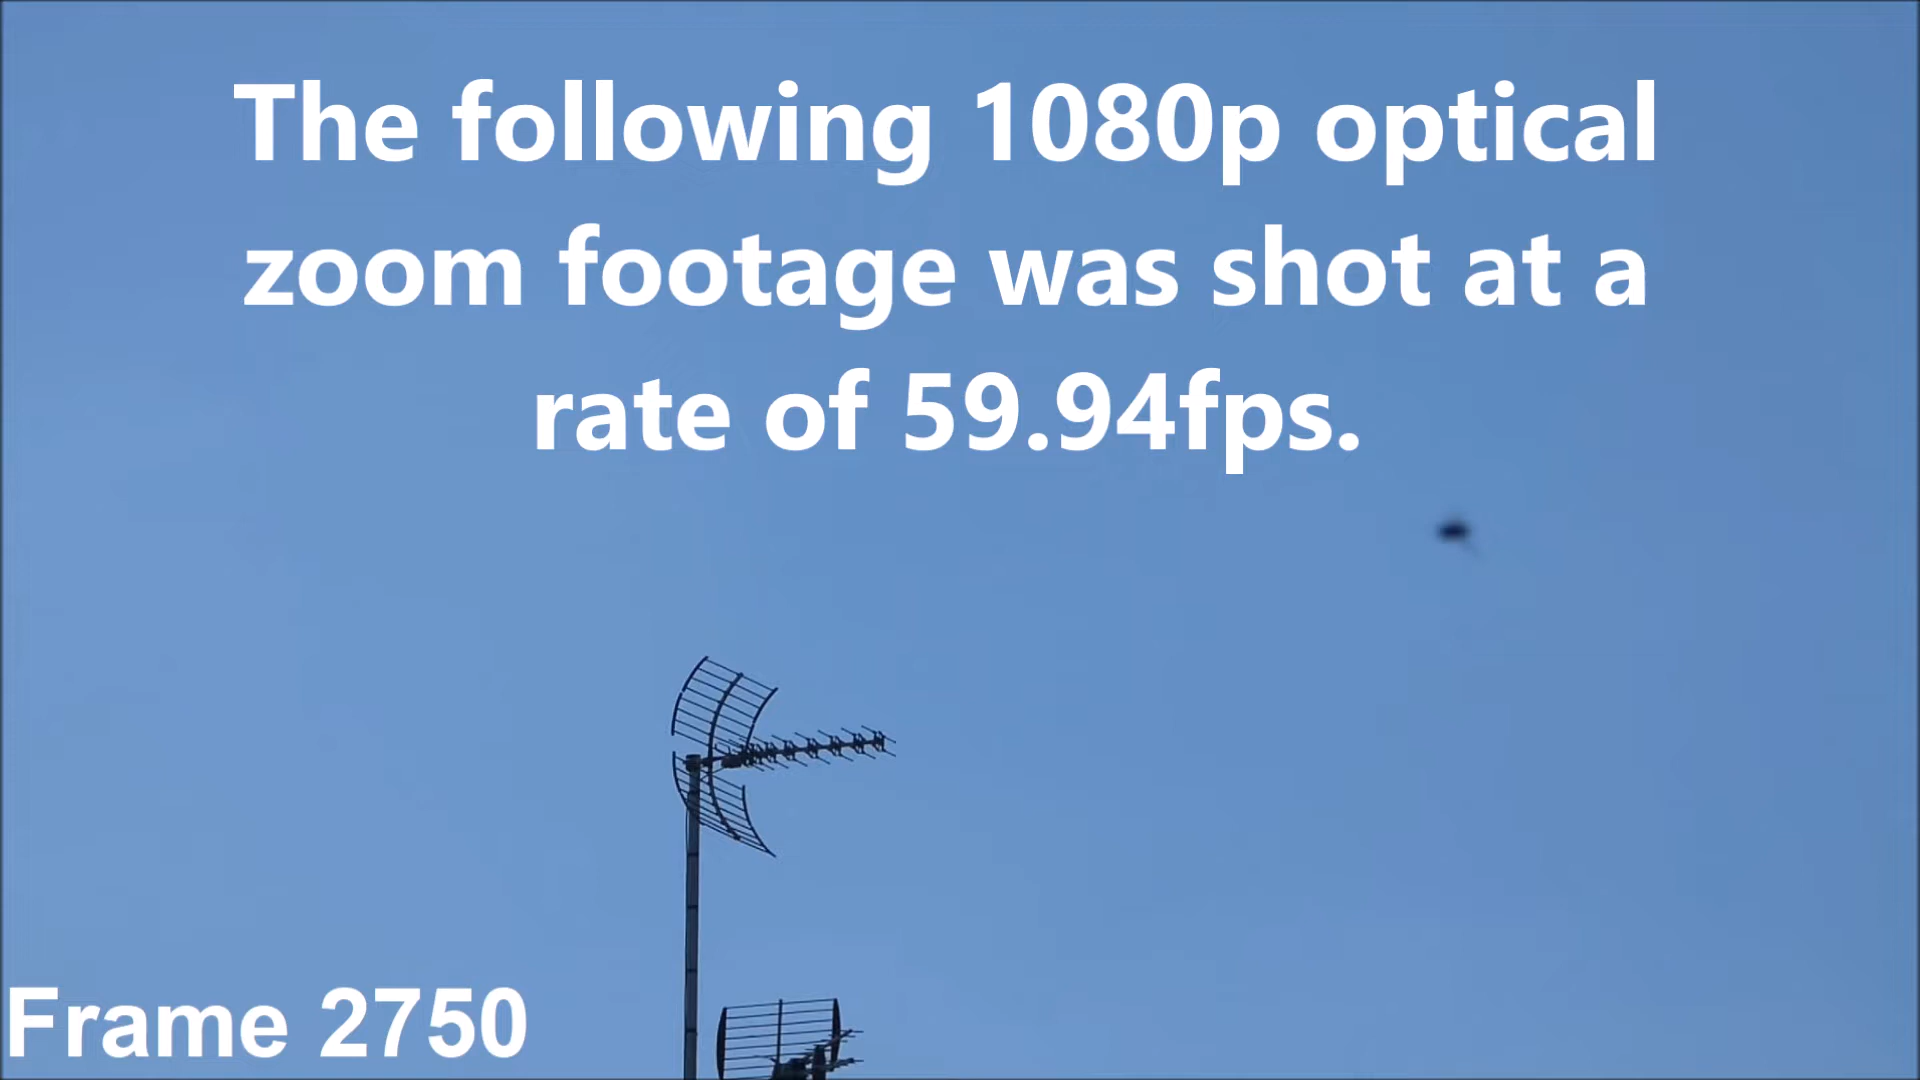 The following 1080p optical
zoom footage was shot at a
rate of 59.94fps.
Frame 2750